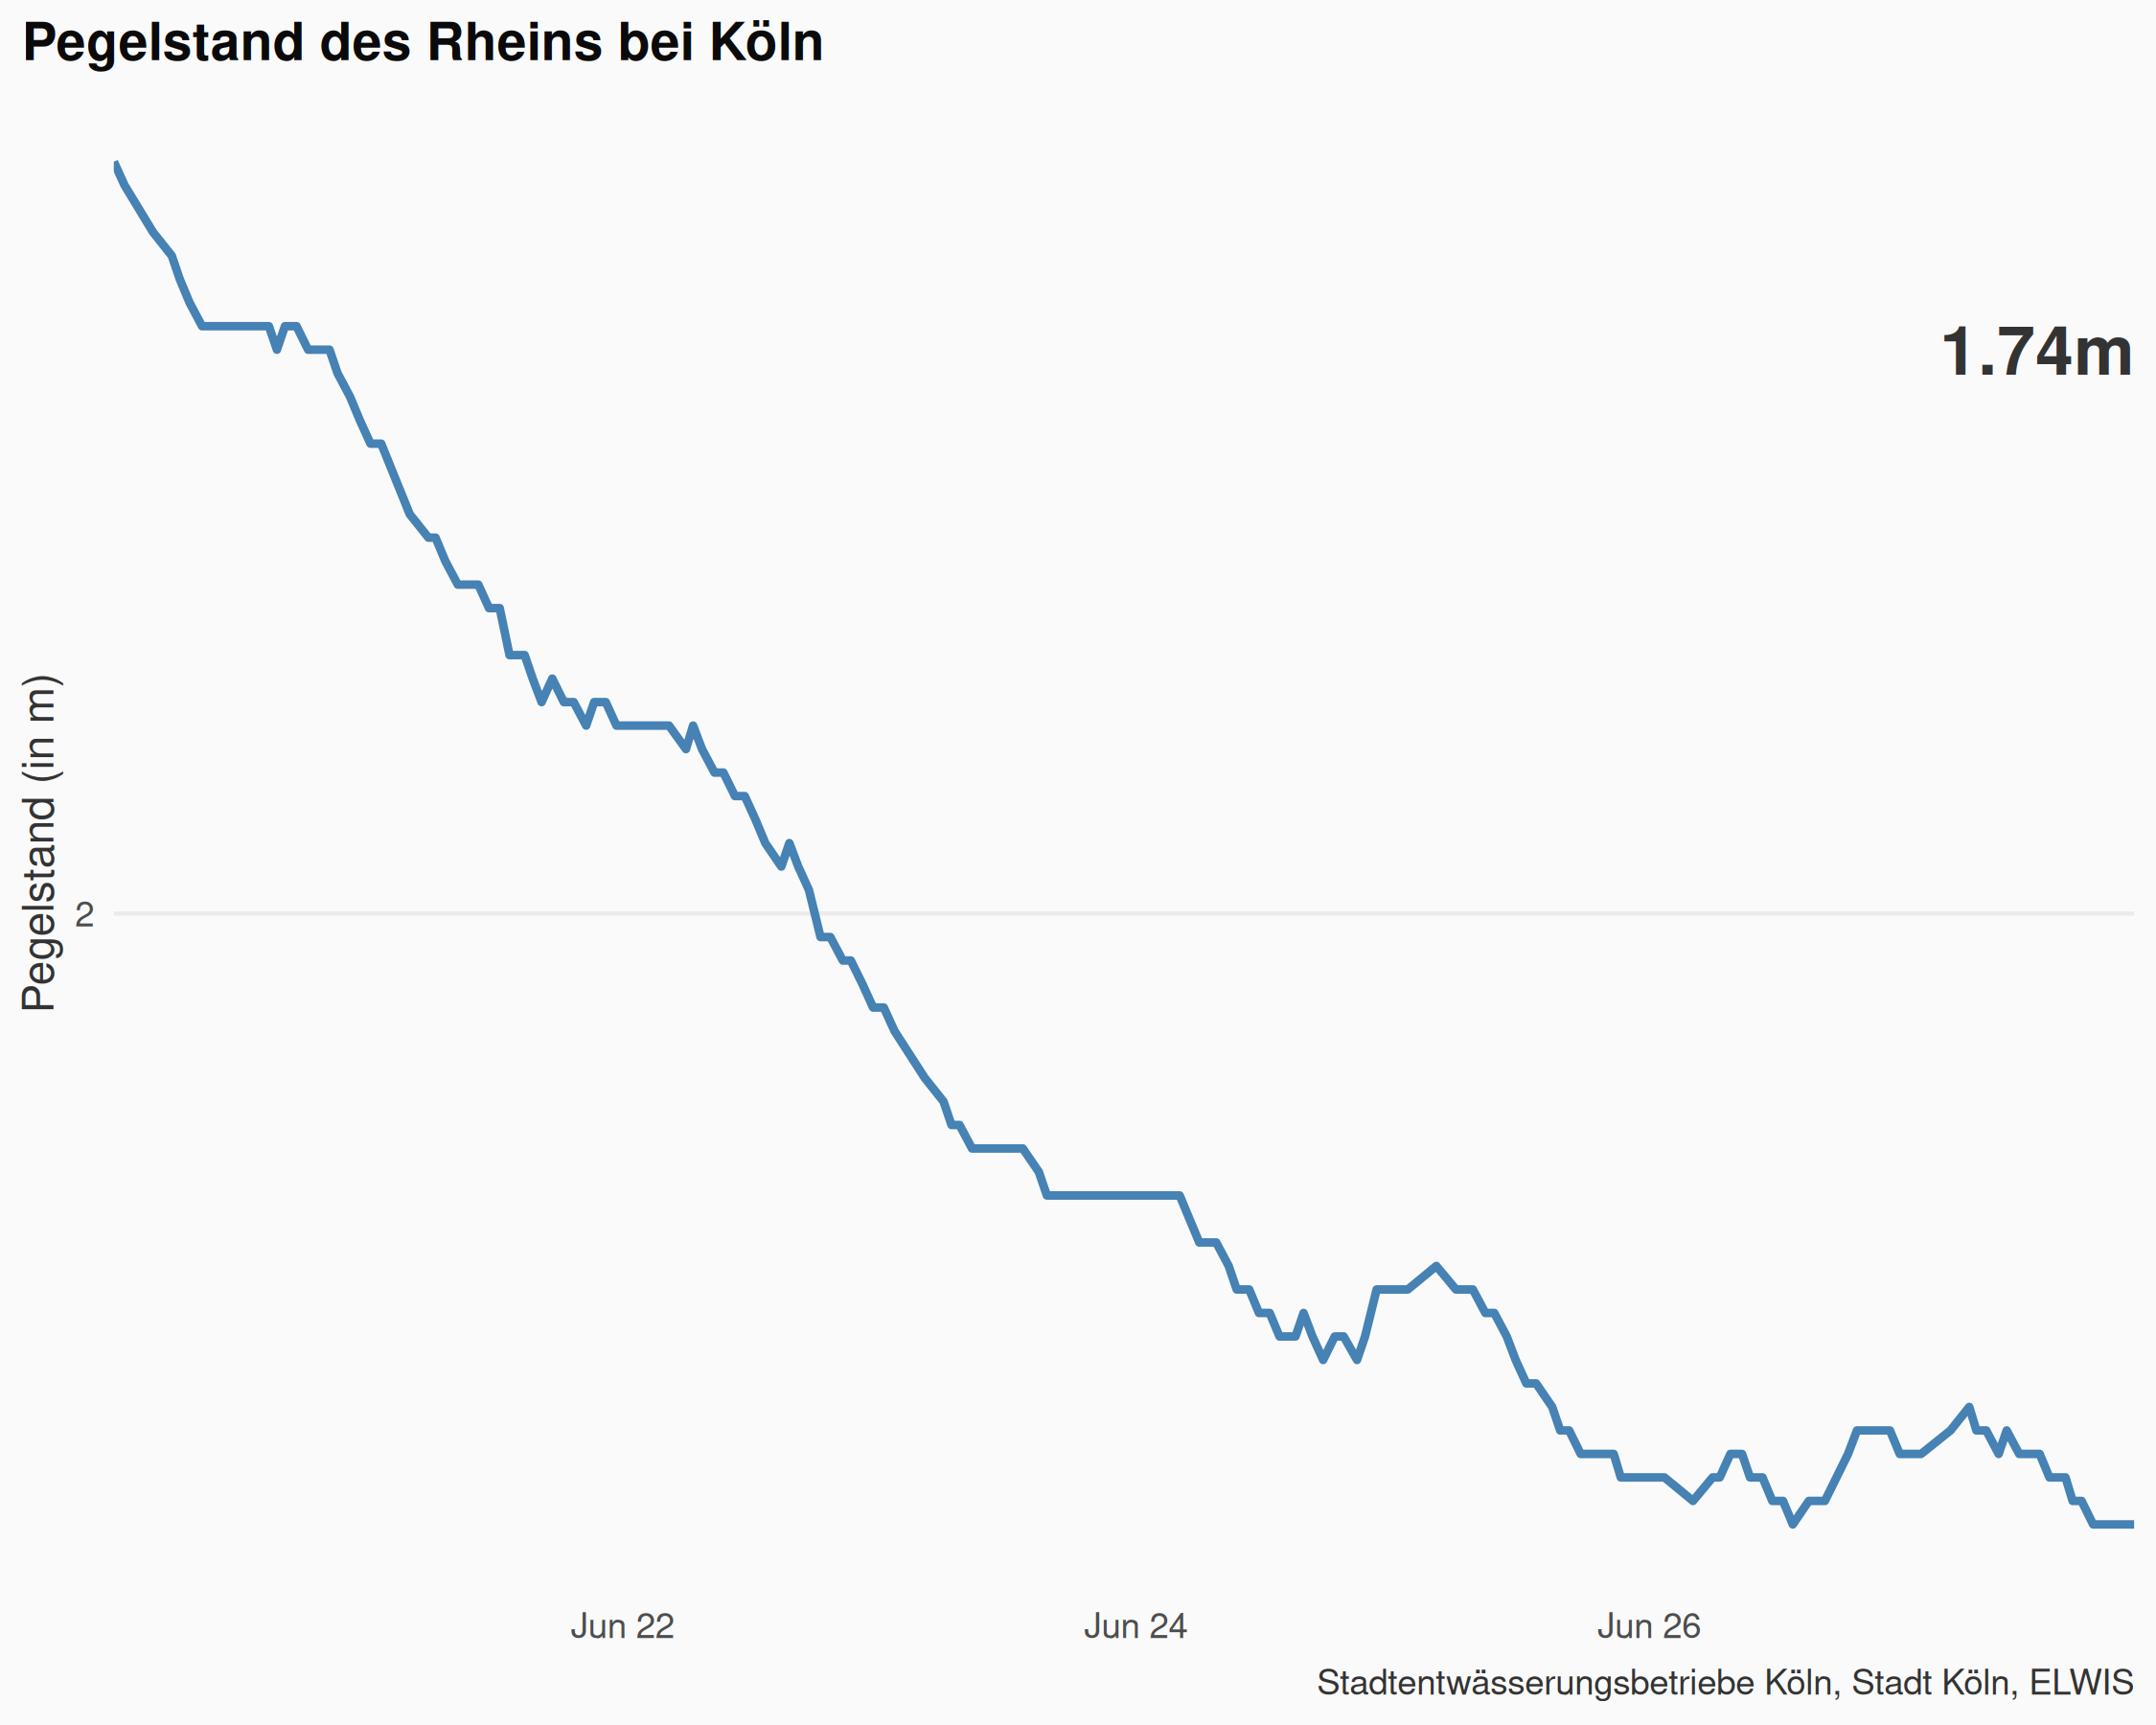 Pegelstand des Rheins bei Köln
1.74m
Pegelstand (in m)
2
Jun 22
Jun 24
Jun 26
Stadtentwässerungsbetriebe Köln, Stadt Köln, ELWIS